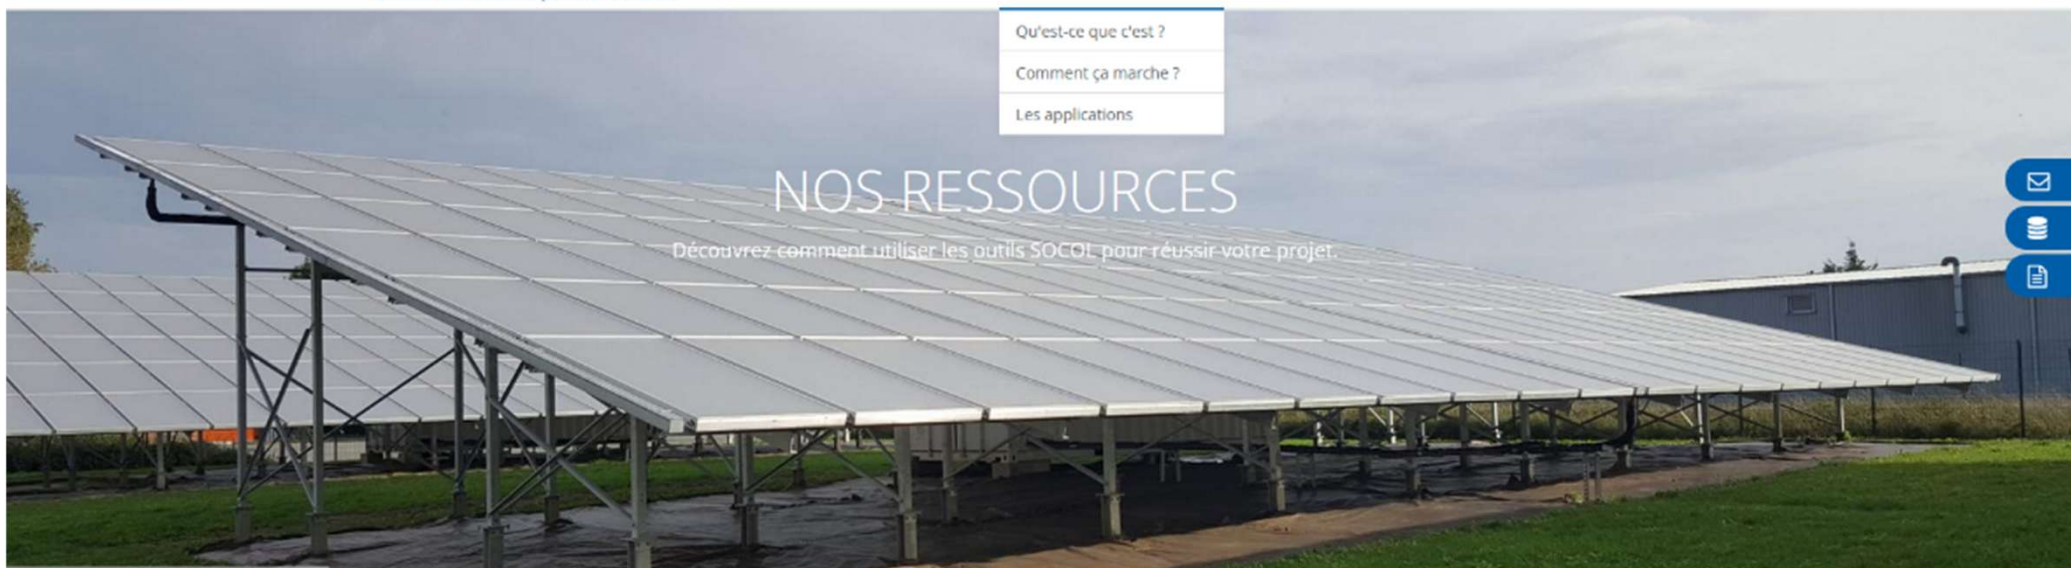 Qu'est-ce que c'est ?
Comment ça marche ?
Les applications
NOS RESSOURCES
Découvrez comment utiliser les outils SOCOL pour réussir votre projet.